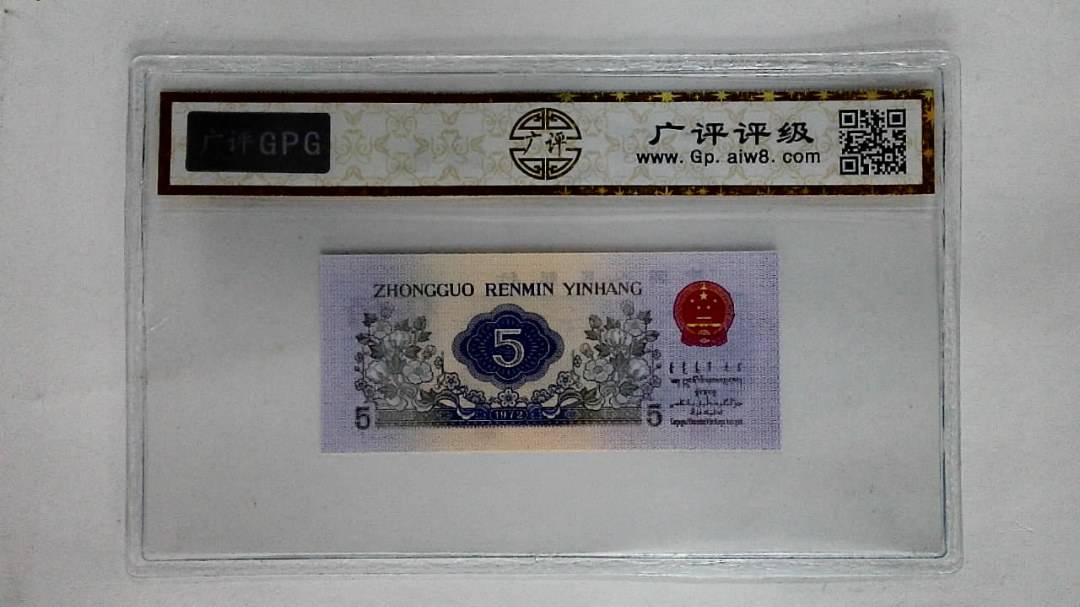 广评GPG
广评
广评评级
www. Gp. aiw8. com
ZHONGGUO RENMIN YINHANG
5
5
1972
5